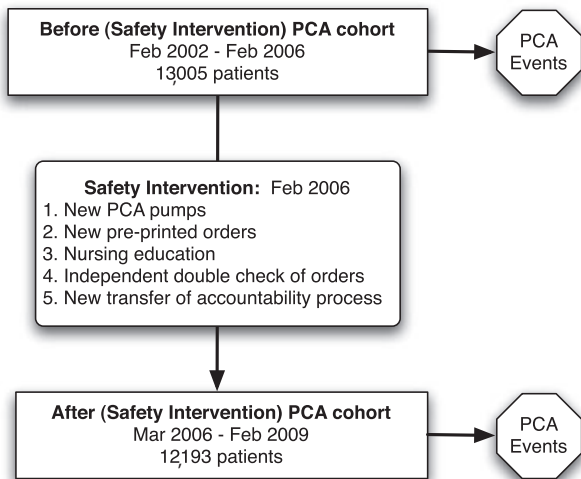 Before (Safety Intervention) PCA cohort
Feb 2002 - Feb 2006
13,005 patients
PCA
Events
Safety Intervention: Feb 2006
1. New PCA pumps
2. New pre-printed orders
3. Nursing education
4. Independent double check of orders
5. New transfer of accountability process
After (Safety Intervention) PCA cohort
Mar 2006 - Feb 2009
12,193 patients
PCA
Events